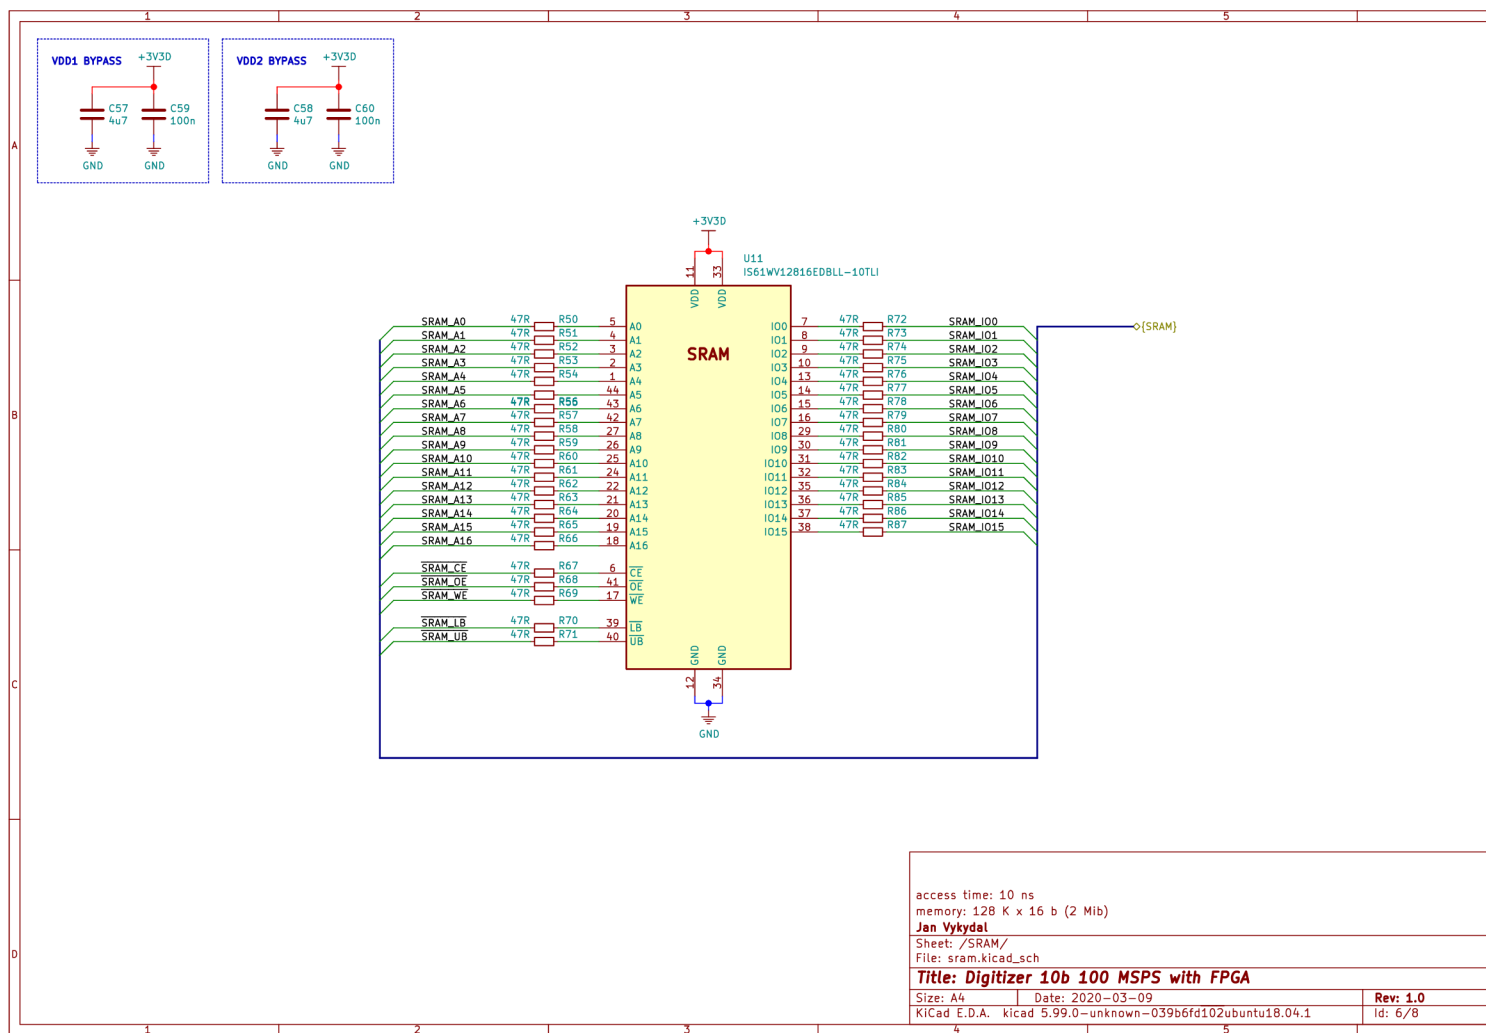 1 2 3 4 5
VDD1 BYPASS +3V3D
C57 4u7
C59 100n
GND GND
VDD2 BYPASS +3V3D
C58 4u7
C60 100n
GND GND
A
B
C
D
+3V3D
U11
IS61WV12816EDBLL-10TLI
11 33
VDD VDD
SRAM
SRAM_A0 47R R50 5 A0
SRAM_A1 47R R51 4 A1
SRAM_A2 47R R52 3 A2
SRAM_A3 47R R53 2 A3
SRAM_A4 47R R54 1 A4
SRAM_A5 44 A5
SRAM_A6 47R R56 43 A6
SRAM_A7 47R R57 42 A7
SRAM_A8 47R R58 27 A8
SRAM_A9 47R R59 26 A9
SRAM_A10 47R R60 25 A10
SRAM_A11 47R R61 24 A11
SRAM_A12 47R R62 22 A12
SRAM_A13 47R R63 21 A13
SRAM_A14 47R R64 20 A14
SRAM_A15 47R R65 19 A15
SRAM_A16 47R R66 18 A16
SRAM_CE 47R R67 6 CE
SRAM_OE 47R R68 41 OE
SRAM_WE 47R R69 17 WE
SRAM_LB 47R R70 39 LB
SRAM_UB 47R R71 40 UB
IO0 7 47R R72 SRAM_IO0
IO1 8 47R R73 SRAM_IO1
IO2 9 47R R74 SRAM_IO2
IO3 10 47R R75 SRAM_IO3
IO4 13 47R R76 SRAM_IO4
IO5 14 47R R77 SRAM_IO5
IO6 15 47R R78 SRAM_IO6
IO7 16 47R R79 SRAM_IO7
IO8 29 47R R80 SRAM_IO8
IO9 30 47R R81 SRAM_IO9
IO10 31 47R R82 SRAM_IO10
IO11 32 47R R83 SRAM_IO11
IO12 35 47R R84 SRAM_IO12
IO13 36 47R R85 SRAM_IO13
IO14 37 47R R86 SRAM_IO14
IO15 38 47R R87 SRAM_IO15
{SRAM}
GND GND
12 34
GND
access time: 10 ns
memory: 128 K x 16 b (2 Mib)
Jan Vykydal
Sheet: /SRAM/
File: sram.kicad_sch
Title: Digitizer 10b 100 MSPS with FPGA
Size: A4 Date: 2020-03-09 Rev: 1.0
KiCad E.D.A. kicad 5.99.0-unknown-039b6fd102ubuntu18.04.1 Id: 6/8
1 2 3 4 5